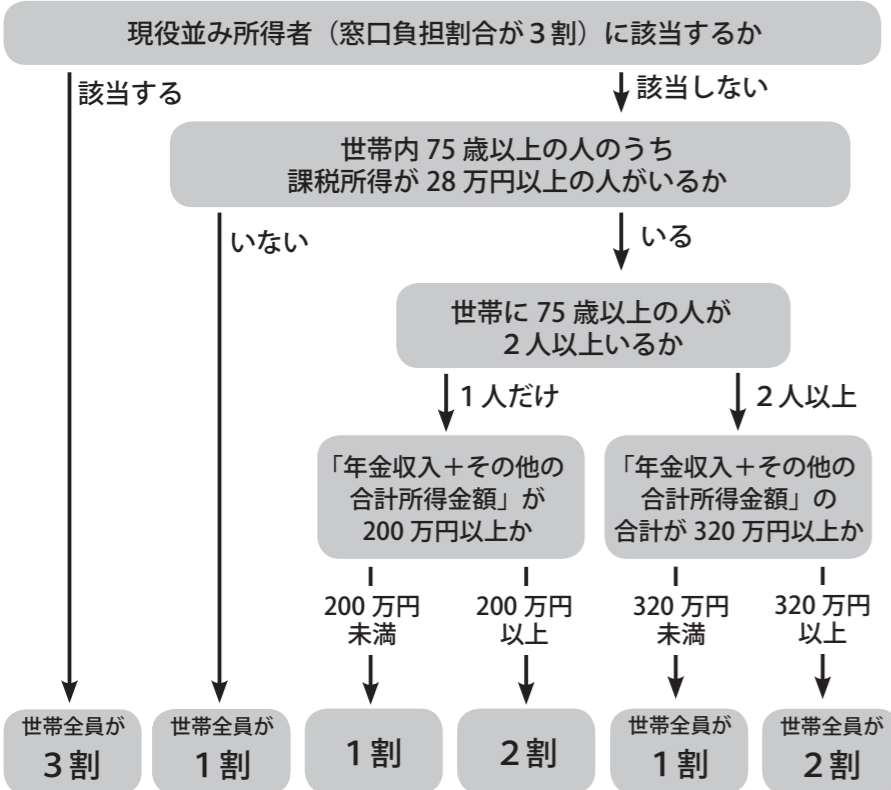 現役並み所得者（窓口負担割合が３割）に該当するか
該当する
該当しない
世帯内 75 歳以上の人のうち
課税所得が 28 万円以上の人がいるか
いない
いる
世帯に 75 歳以上の人が
２人以上いるか
１人だけ
２人以上
「年金収入＋その他の
合計所得金額」が
200 万円以上か
「年金収入＋その他の
合計所得金額」の
合計が 320 万円以上か
200 万円
未満
200 万円
以上
320 万円
未満
320 万円
以上
世帯全員が
３割
世帯全員が
１割
１割
２割
世帯全員が
１割
世帯全員が
２割